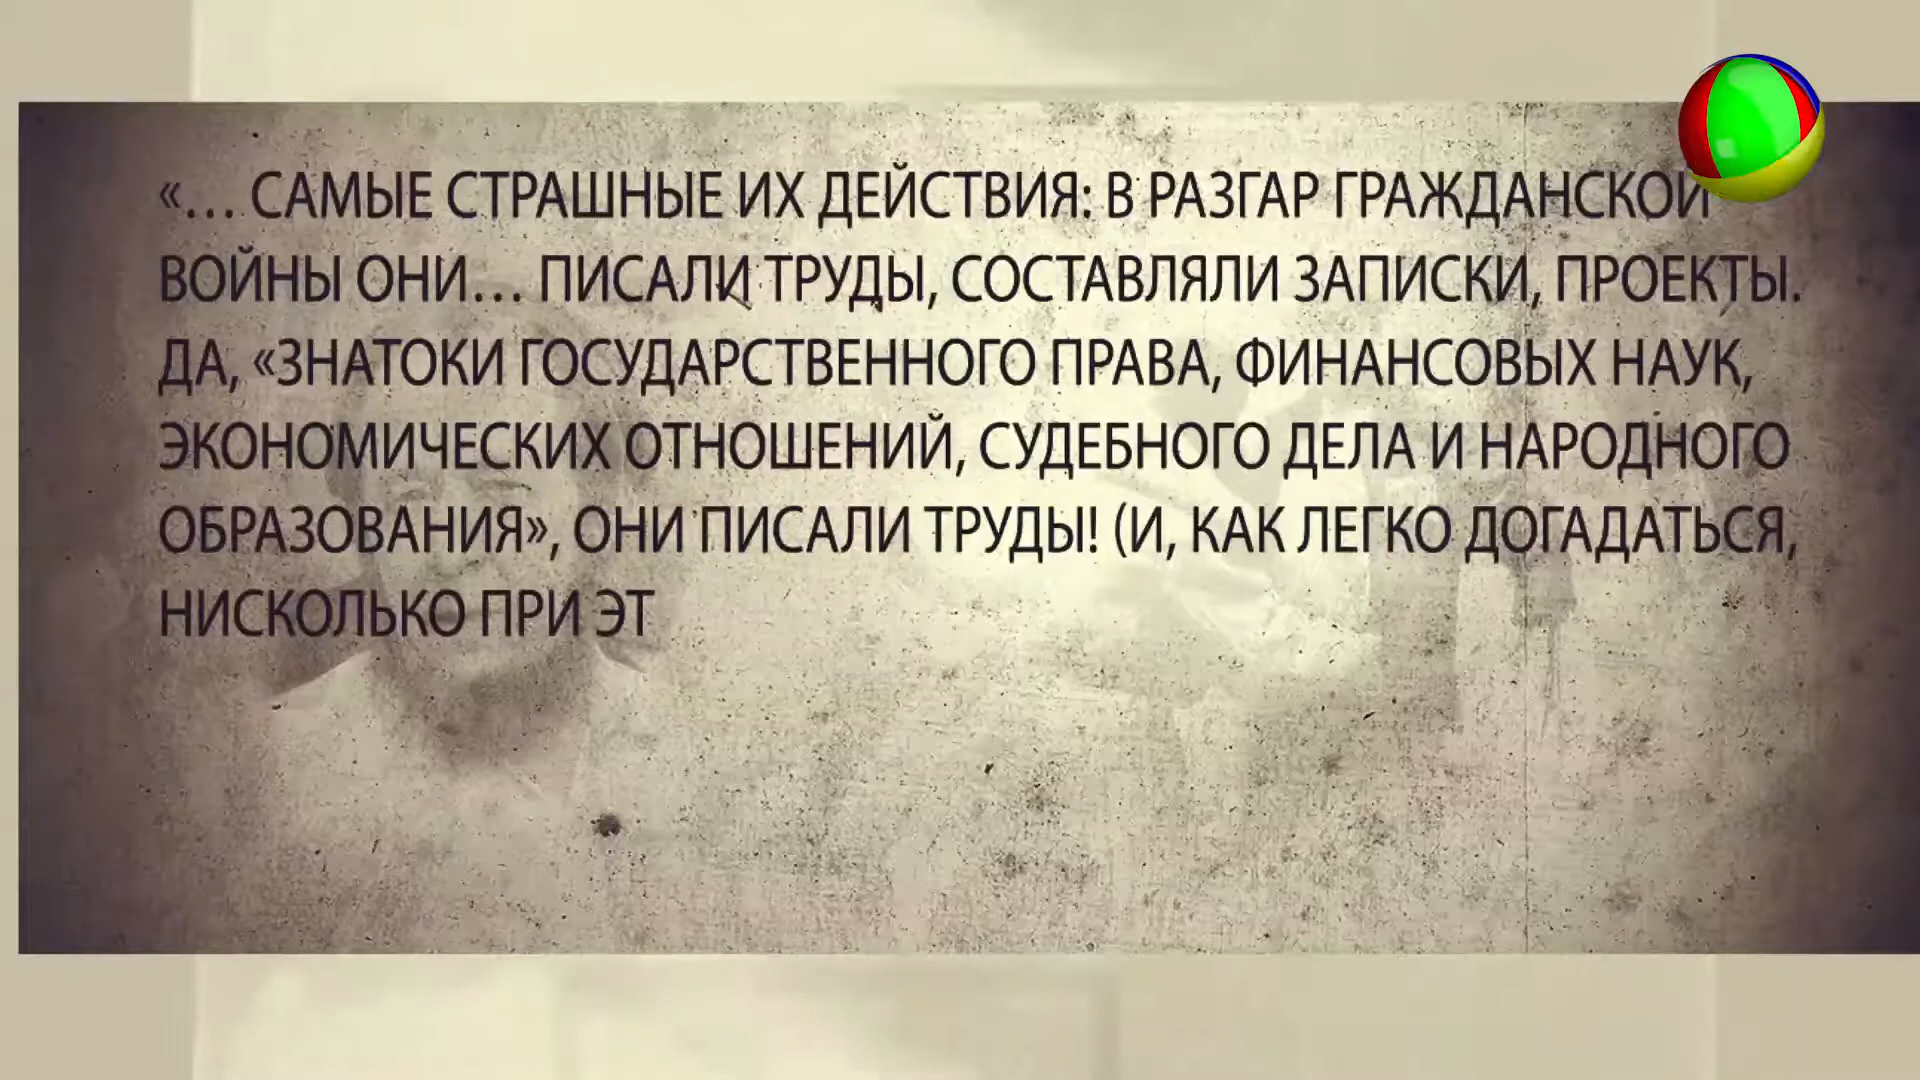 «... САМЫЕ СТРАШНЫЕ ИХ ДЕЙСТВИЯ: В РАЗГАР ГРАЖДАНСКОЙ
ВОЙНЫ ОНИ... ПИСАЛИ ТРУДЫ, СОСТАВЛЯЛИ ЗАПИСКИ, ПРОЕКТЫ.
ДА, «ЗНАТОКИ ГОСУДАРСТВЕННОГО ПРАВА, ФИНАНСОВЫХ НАУК,
ЭКОНОМИЧЕСКИХ ОТНОШЕНИЙ, СУДЕБНОГО ДЕЛА И НАРОДНОГО
ОБРАЗОВАНИЯ», ОНИ ПИСАЛИ ТРУДЫ! (И, КАК ЛЕГКО ДОГАДАТЬСЯ,
НИСКОЛЬКО ПРИ ЭТ